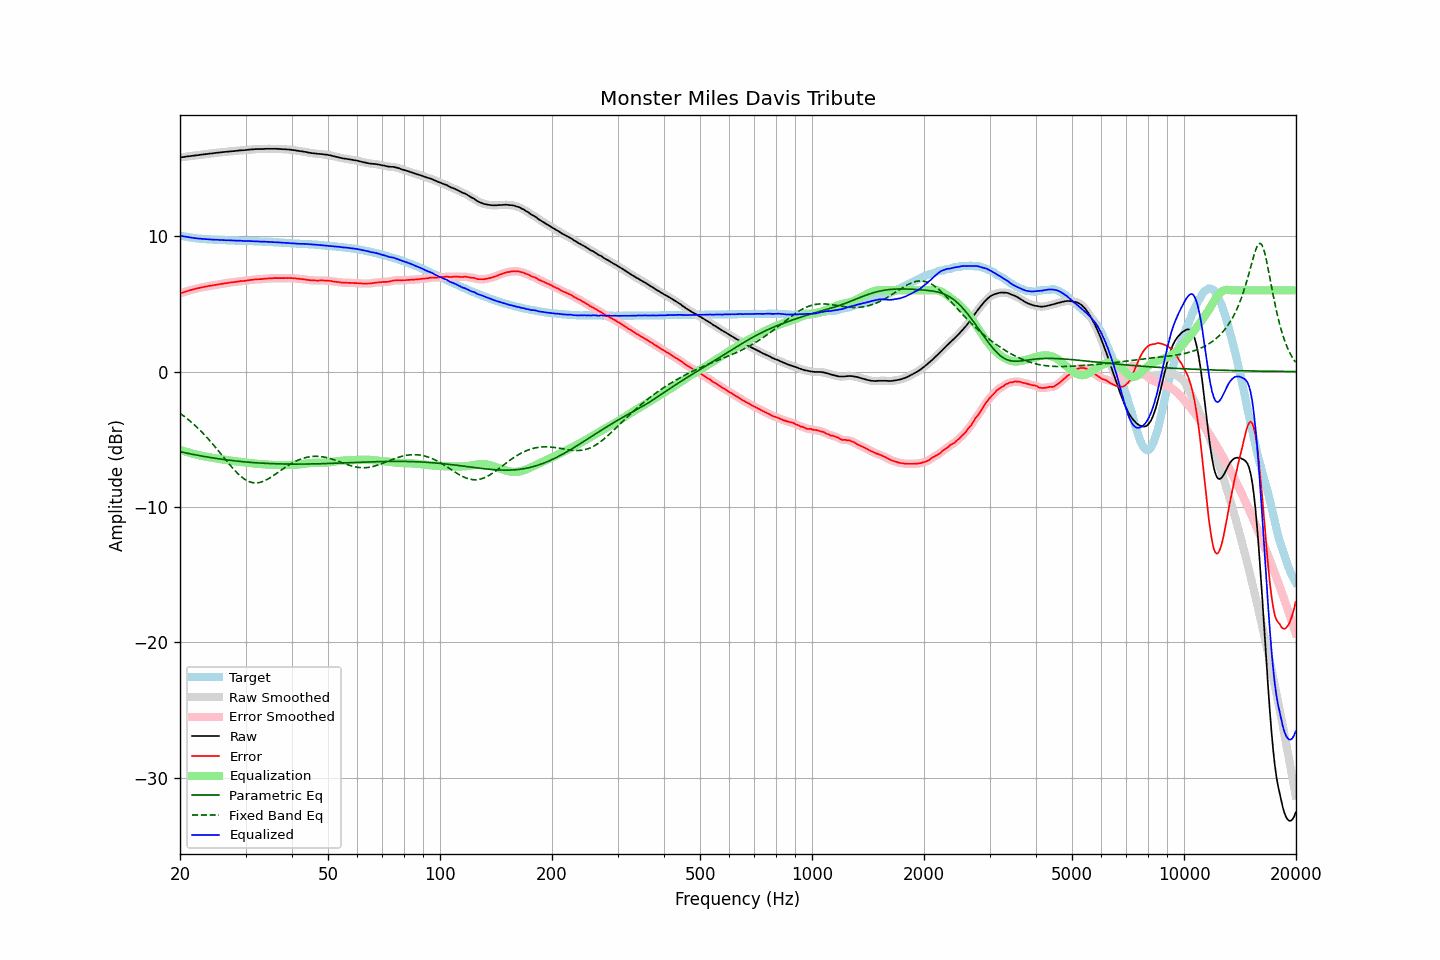 Monster Miles Davis Tribute
10
0
−10
−20
−30
Amplitude (dBr)
Target
Raw Smoothed
Error Smoothed
Raw
Error
Equalization
Parametric Eq
Fixed Band Eq
Equalized
20 50 100 200 500 1000 2000 5000 10000 20000
Frequency (Hz)